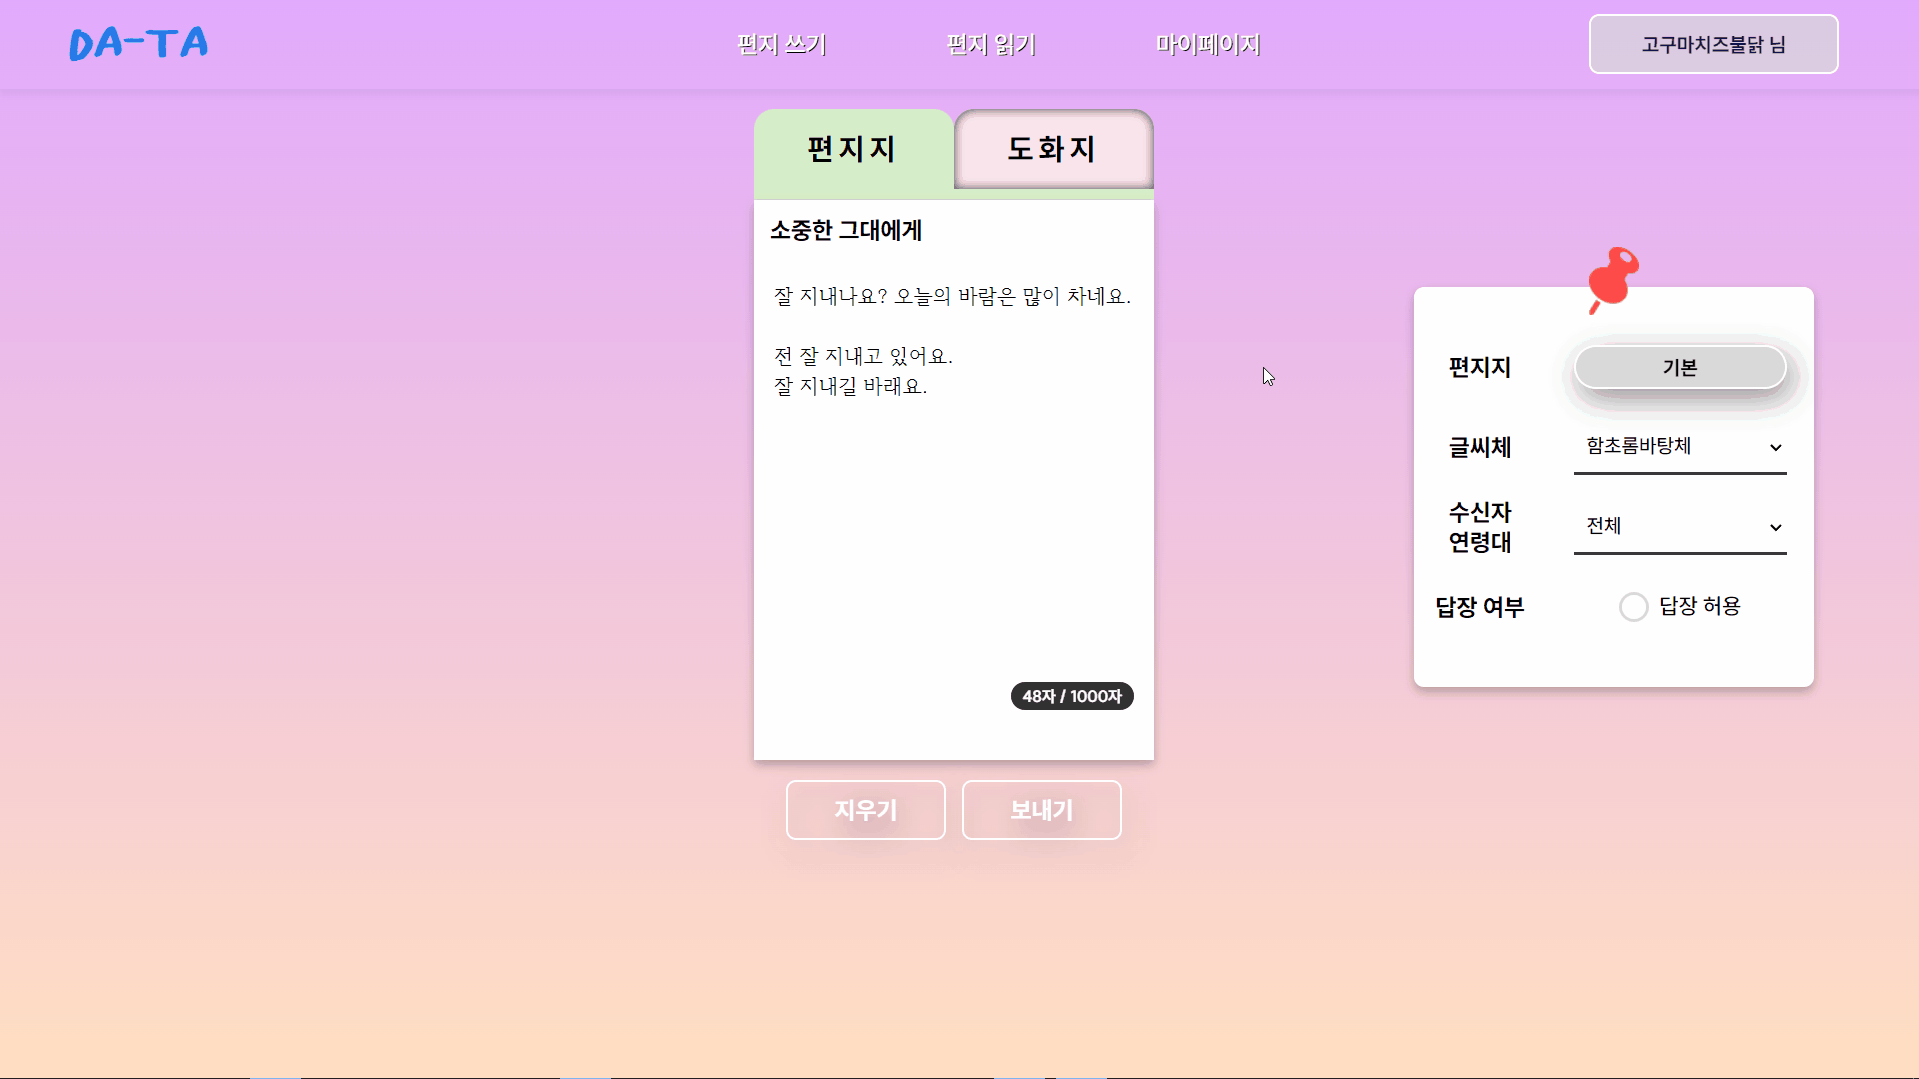 DA-TA
편지 쓰기
편지 읽기
마이페이지
고구마치즈불닭 님
편지지
도화지
소중한 그대에게
잘 지내나요? 오늘의 바람은 많이 차네요.
전 잘 지내고 있어요.
잘 지내길 바래요.
48자 / 1000자
지우기
보내기
편지지
기본
글씨체
함초롬바탕체
수신자
연령대
전체
답장 여부
답장 허용